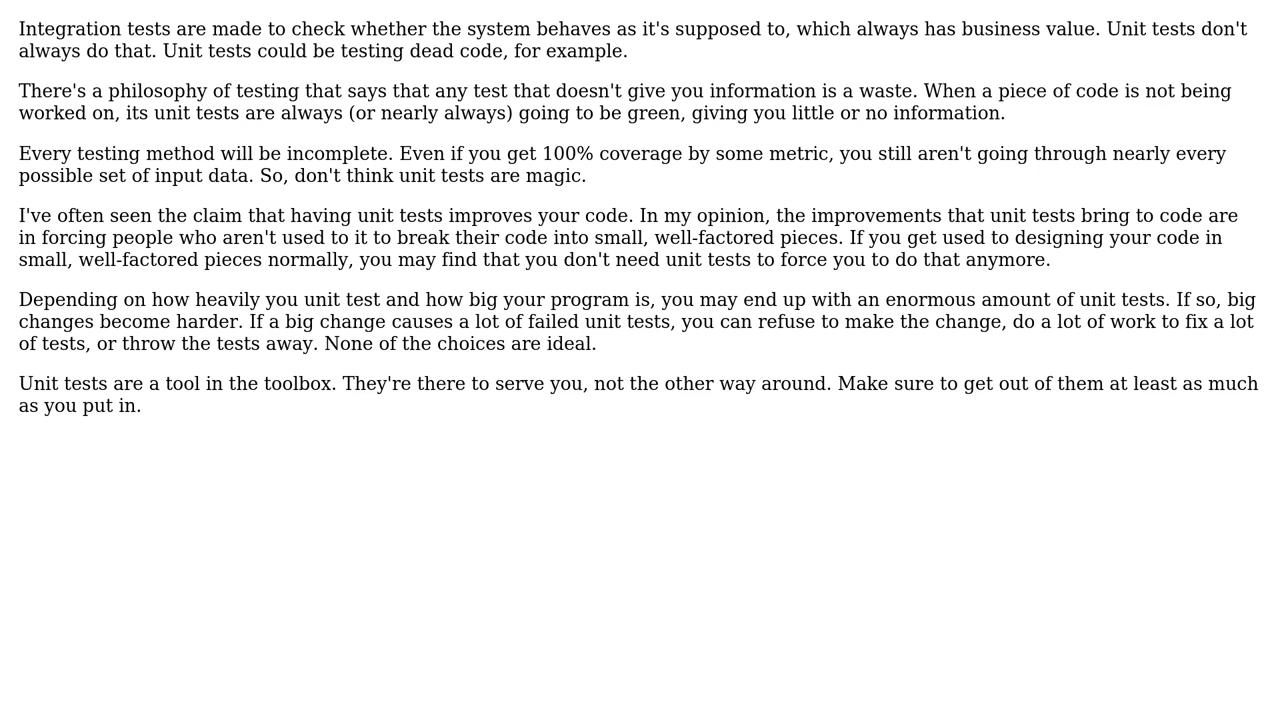 Integration tests are made to check whether the system behaves as it's supposed to, which always has business value. Unit tests don't
always do that. Unit tests could be testing dead code, for example.
There's a philosophy of testing that says that any test that doesn't give you information is a waste. When a piece of code is not being
worked on, its unit tests are always (or nearly always) going to be green, giving you little or no information.
Every testing method will be incomplete. Even if you get 100% coverage by some metric, you still aren't going through nearly every
possible set of input data. So, don't think unit tests are magic.
I've often seen the claim that having unit tests improves your code. In my opinion, the improvements that unit tests bring to code are
in forcing people who aren't used to it to break their code into small, well-factored pieces. If you get used to designing your code in
small, well-factored pieces normally, you may find that you don't need unit tests to force you to do that anymore.
Depending on how heavily you unit test and how big your program is, you may end up with an enormous amount of unit tests. If so, big
changes become harder. If a big change causes a lot of failed unit tests, you can refuse to make the change, do a lot of work to fix a lot
of tests, or throw the tests away. None of the choices are ideal.
Unit tests are a tool in the toolbox. They're there to serve you, not the other way around. Make sure to get out of them at least as much
as you put in.